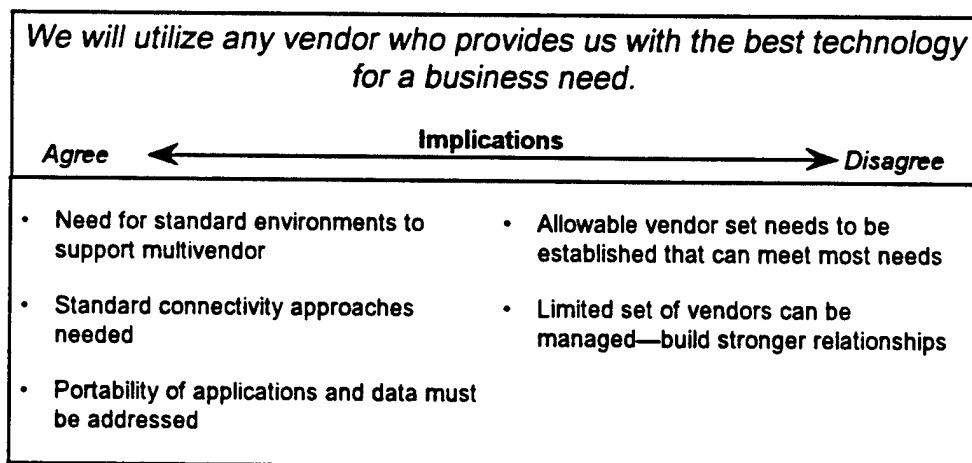 We will utilize any vendor who provides us with the best technology
for a business need.
Implications
Agree
Disagree
• Need for standard environments to
support multivendor
• Standard connectivity approaches
needed
• Portability of applications and data must
be addressed
• Allowable vendor set needs to be
established that can meet most needs
• Limited set of vendors can be
managed—build stronger relationships